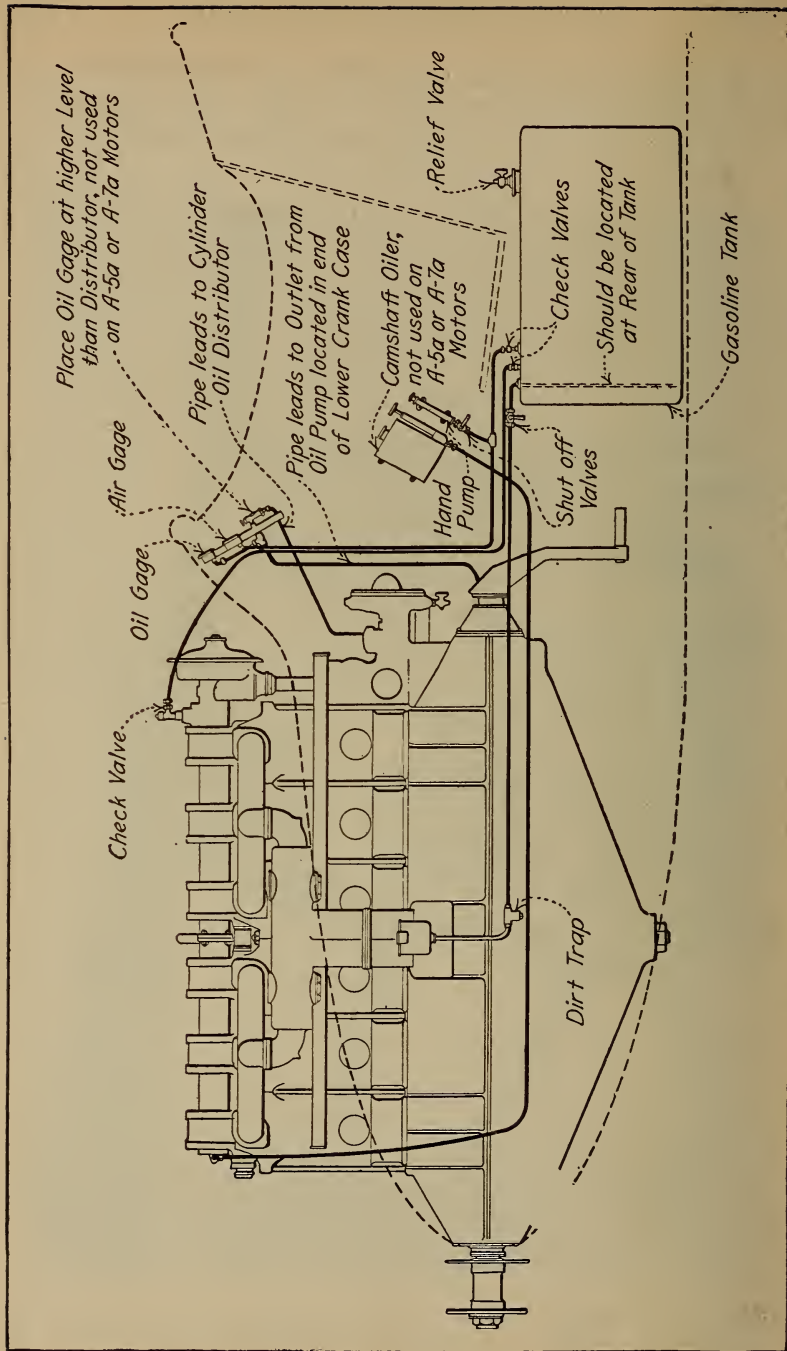 Place Oil Gage at higher Level
than Distributor, not used
on A-5a or A-7a Motors
Air Gage
Oil Gage
Pipe leads to Cylinder
Oil Distributor
Pipe leads to Outlet from
Oil Pump located in end
of Lower Crank Case
Check Valve
Camshaft Oiler,
not used on
A-5a or A-7a
Motors
Hand
Pump
Relief Valve
Check Valves
Should be located
at Rear of Tank
Shut off
Valves
Gasoline Tank
Dirt Trap